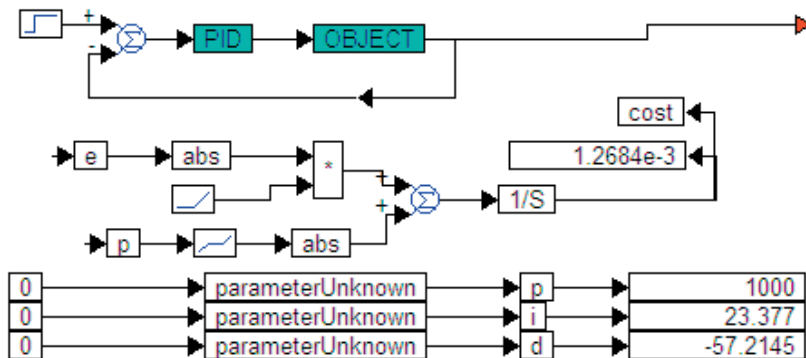 + - Σ PID OBJECT
cost
e abs * 1.2684e-3
+ + Σ 1/S
p abs
0 parameterUnknown p 1000
0 parameterUnknown i 23.377
0 parameterUnknown d -57.2145